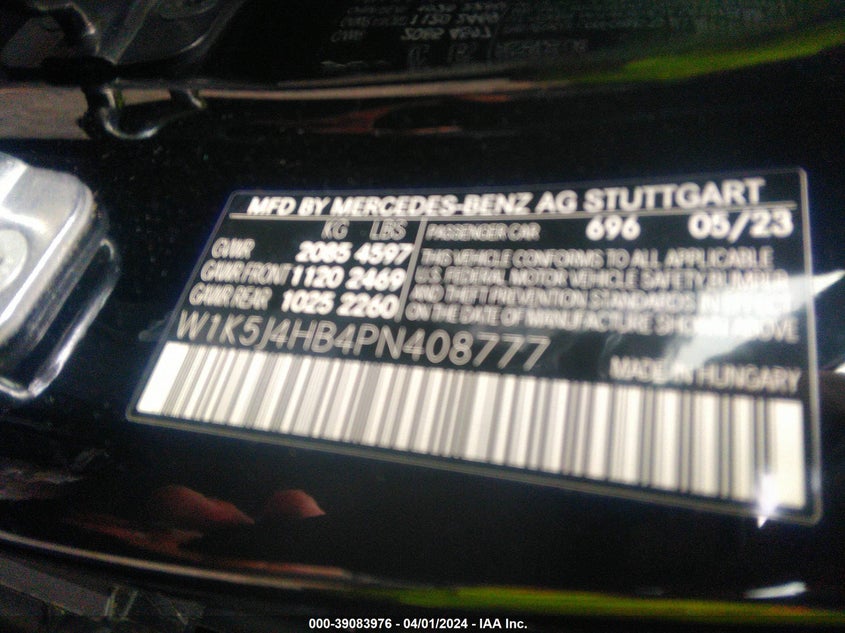 MFD BY MERCEDES-BENZ AG STUTTGART
KG LBS
GVWR 2085 4597
GAWR FRONT 1120 2469
GAWR REAR 1025 2260
PASSENGER CAR 696 05/23
THIS VEHICLE CONFORMS TO ALL APPLICABLE
U.S. FEDERAL MOTOR VEHICLE SAFETY BUMPER
AND THEFT PREVENTION STANDARDS IN EFFECT
ON THE DATE OF MANUFACTURE SHOWN ABOVE
W1K5J4HB4PN408777
MADE IN HUNGARY
000-39083976 - 04/01/2024 - IAA Inc.